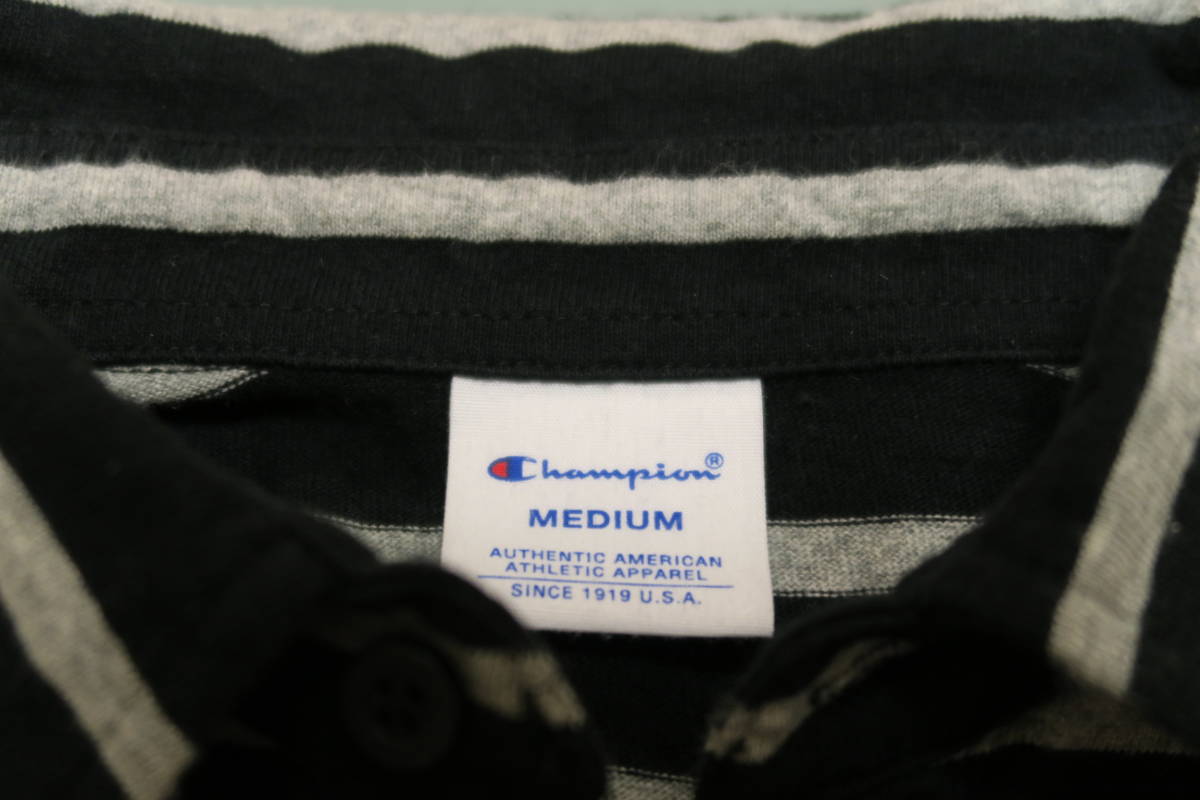 Champion®
MEDIUM
AUTHENTIC AMERICAN
ATHLETIC APPAREL
SINCE 1919 U.S.A.